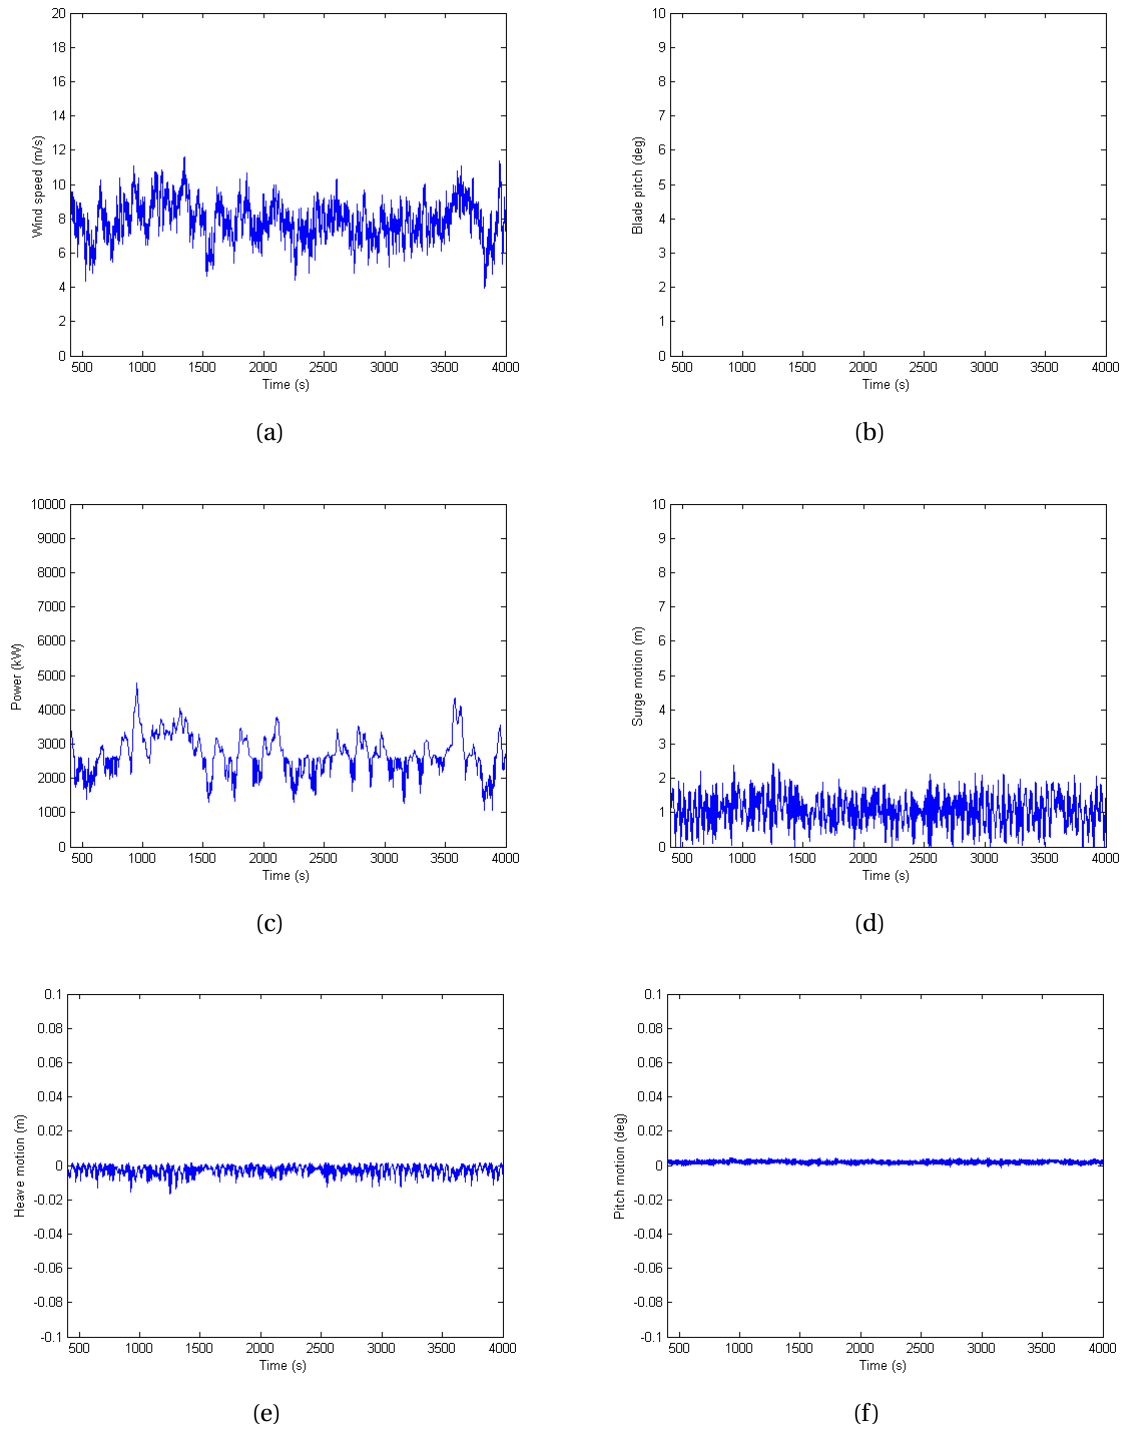 20
18
16
14
12
10
8
6
4
2
0
Wind speed (m/s)
500 1000 1500 2000 2500 3000 3500 4000
Time (s)
(a)
10
9
8
7
6
5
4
3
2
1
0
Blade pitch (deg)
500 1000 1500 2000 2500 3000 3500 4000
Time (s)
(b)
10000
9000
8000
7000
6000
5000
4000
3000
2000
1000
0
Power (kW)
500 1000 1500 2000 2500 3000 3500 4000
Time (s)
(c)
10
9
8
7
6
5
4
3
2
1
0
Surge motion (m)
500 1000 1500 2000 2500 3000 3500 4000
Time (s)
(d)
0.1
0.08
0.06
0.04
0.02
0
-0.02
-0.04
-0.06
-0.08
-0.1
Heave motion (m)
500 1000 1500 2000 2500 3000 3500 4000
Time (s)
(e)
0.1
0.08
0.06
0.04
0.02
0
-0.02
-0.04
-0.06
-0.08
-0.1
Pitch motion (deg)
500 1000 1500 2000 2500 3000 3500 4000
Time (s)
(f)